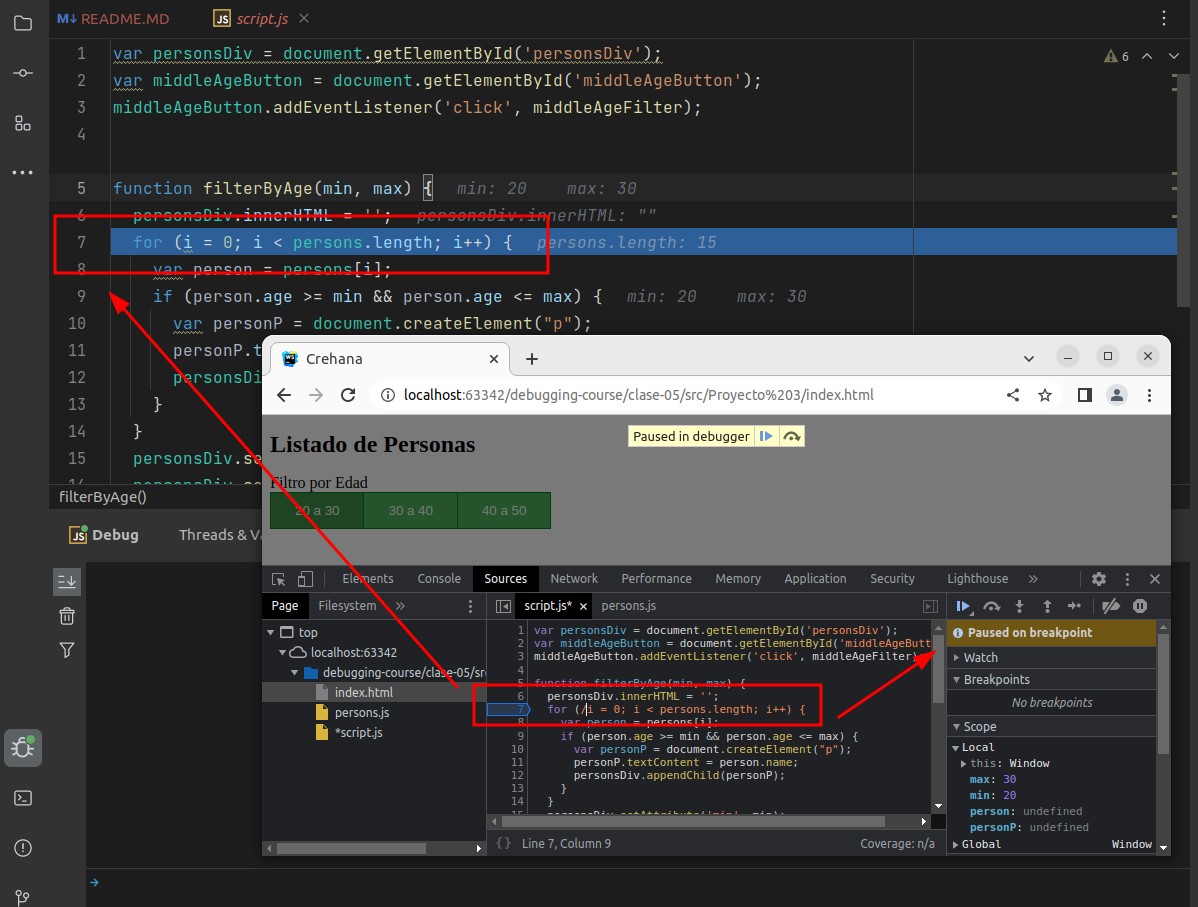 M↓ README.MD
JS script.js
1 var personsDiv = document.getElementById('personsDiv');
6
2 var middleAgeButton = document.getElementById('middleAgeButton');
3 middleAgeButton.addEventListener('click', middleAgeFilter);
4
5 function filterByAge(min, max) { min: 20 max: 30
6 personsDiv.innerHTML = ''; personsDiv.innerHTML: ""
7 for (i = 0; i < persons.length; i++) { persons.length: 15
8 var person = persons[i];
9 if (person.age >= min && person.age <= max) { min: 20 max: 30
10 var personP = document.createElement("p");
11 personP.t
12 personsDi
13 }
14 }
15 personsDiv.se
filterByAge()
JS Debug
Threads & Va
Crehana
localhost:63342/debugging-course/clase-05/src/Proyecto%203/index.html
Paused in debugger
Listado de Personas
Filtro por Edad
20 a 30 30 a 40 40 a 50
Elements Console Sources Network Performance Memory Application Security Lighthouse »
Page Filesystem »
top
localhost:63342
debugging-course/clase-05/src
index.html
persons.js
*script.js
script.js* persons.js
1 var personsDiv = document.getElementById('personsDiv');
2 var middleAgeButton = document.getElementById('middleAgeButt
3 middleAgeButton.addEventListener('click', middleAgeFilter)
4
5 function filterByAge(min, max) {
6 personsDiv.innerHTML = '';
7 for (/i = 0; i < persons.length; i++) {
8 var person = persons[i];
9 if (person.age >= min && person.age <= max) {
10 var personP = document.createElement("p");
11 personP.textContent = person.name;
12 personsDiv.appendChild(personP);
13 }
14 }
15 personsDiv.setAttribute('min', min);
{} Line 7, Column 9
Coverage: n/a
Paused on breakpoint
Watch
Breakpoints
No breakpoints
Scope
Local
this: Window
max: 30
min: 20
person: undefined
personP: undefined
Global Window